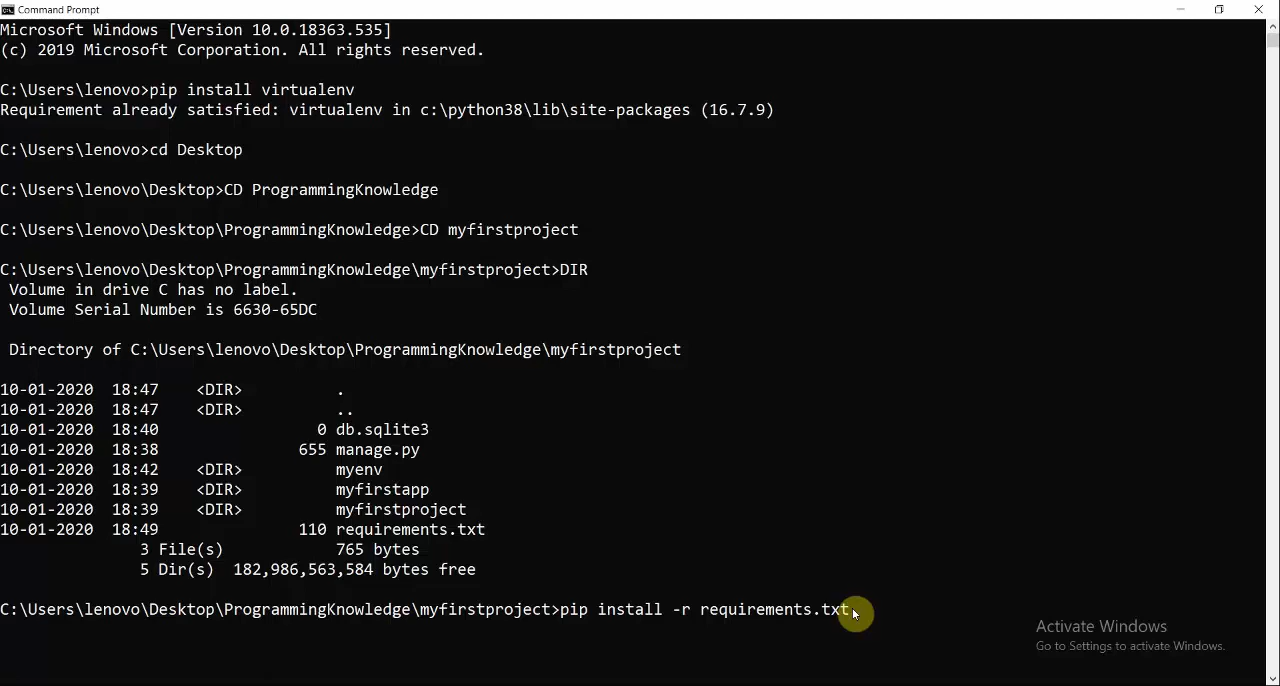 Command Prompt
Microsoft Windows [Version 10.0.18363.535]
(c) 2019 Microsoft Corporation. All rights reserved.
C:\Users\lenovo>pip install virtualenv
Requirement already satisfied: virtualenv in c:\python38\lib\site-packages (16.7.9)
C:\Users\lenovo>cd Desktop
C:\Users\lenovo\Desktop>CD ProgrammingKnowledge
C:\Users\lenovo\Desktop\ProgrammingKnowledge>CD myfirstproject
C:\Users\lenovo\Desktop\ProgrammingKnowledge\myfirstproject>DIR
Volume in drive C has no label.
Volume Serial Number is 6630-65DC
Directory of C:\Users\lenovo\Desktop\ProgrammingKnowledge\myfirstproject
10-01-2020  18:47    <DIR>          .
10-01-2020  18:47    <DIR>          ..
10-01-2020  18:40                 0 db.sqlite3
10-01-2020  18:38               655 manage.py
10-01-2020  18:42    <DIR>          myenv
10-01-2020  18:39    <DIR>          myfirstapp
10-01-2020  18:39    <DIR>          myfirstproject
10-01-2020  18:49               110 requirements.txt
3 File(s)            765 bytes
5 Dir(s)  182,986,563,584 bytes free
C:\Users\lenovo\Desktop\ProgrammingKnowledge\myfirstproject>pip install -r requirements.txt
Activate Windows
Go to Settings to activate Windows.